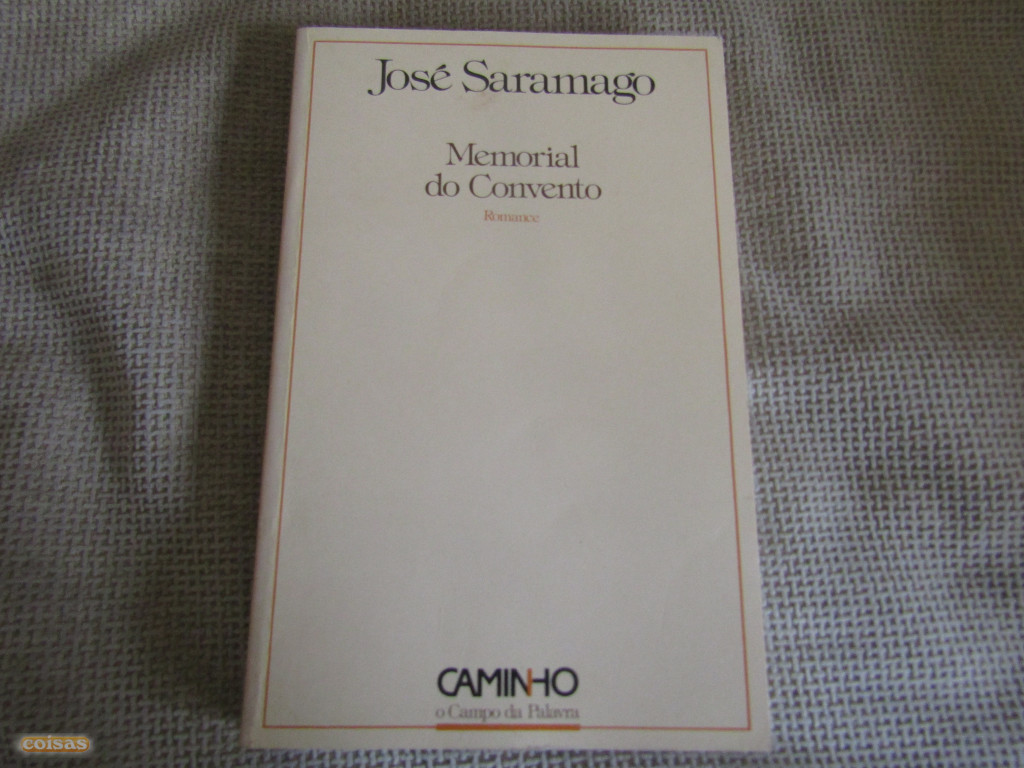 José Saramago
Memorial
do Convento
Romance
CAMINHO
o Campo da Palavra
coisas